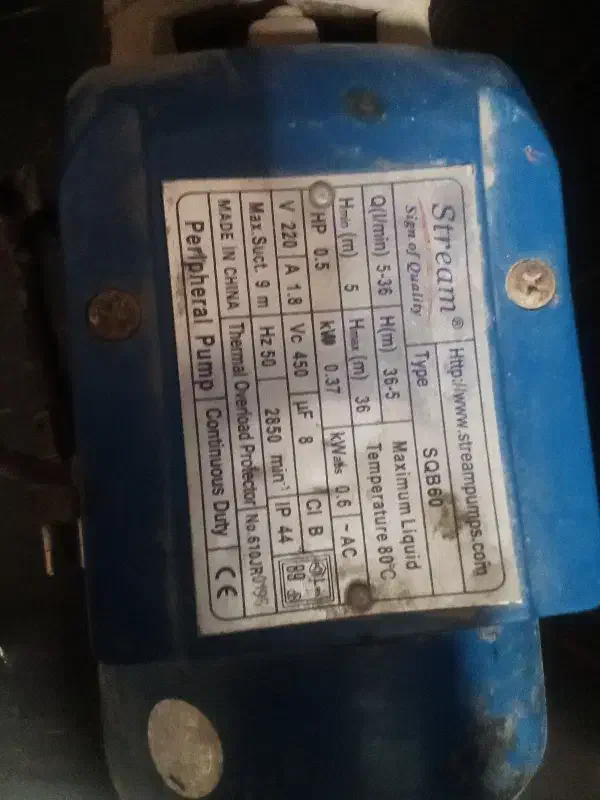 Stream® Http://www.streampumps.com
Sign of Quality Type SQB60
Q(l/min) 5-36 H(m) 36-5 Maximum Liquid
Hmin (m) 5 Hmax (m) 36 Temperature 80°C
HP 0.5 kW 0.37 kWabs 0.6 ~AC
V 220 A 1.8 Vc 450 µF 8 Cl B
Max.Suct. 9 m Hz 50 2850 min⁻¹ IP 44
MADE IN CHINA Thermal Overload Protector
Peripheral Pump Continuous Duty CE